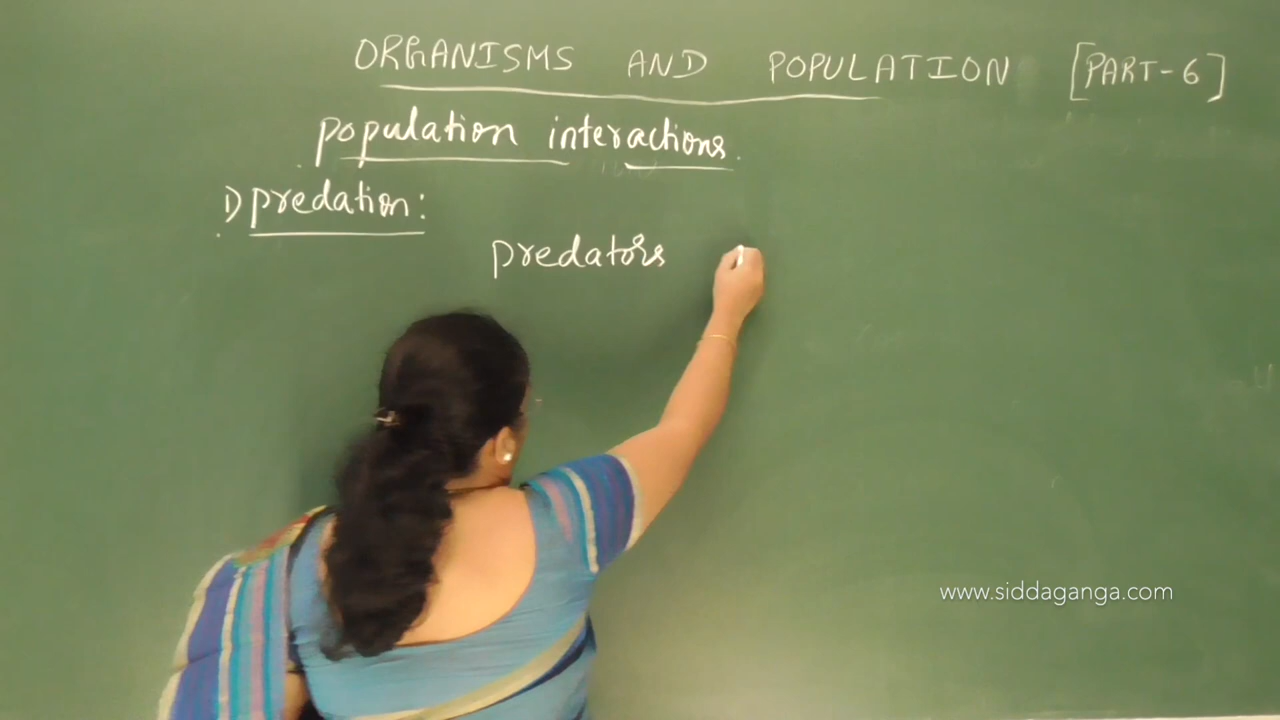 ORGANISMS AND POPULATION [PART-6]
Population interactions.
1) Predation:
Predators
www.siddaganga.com